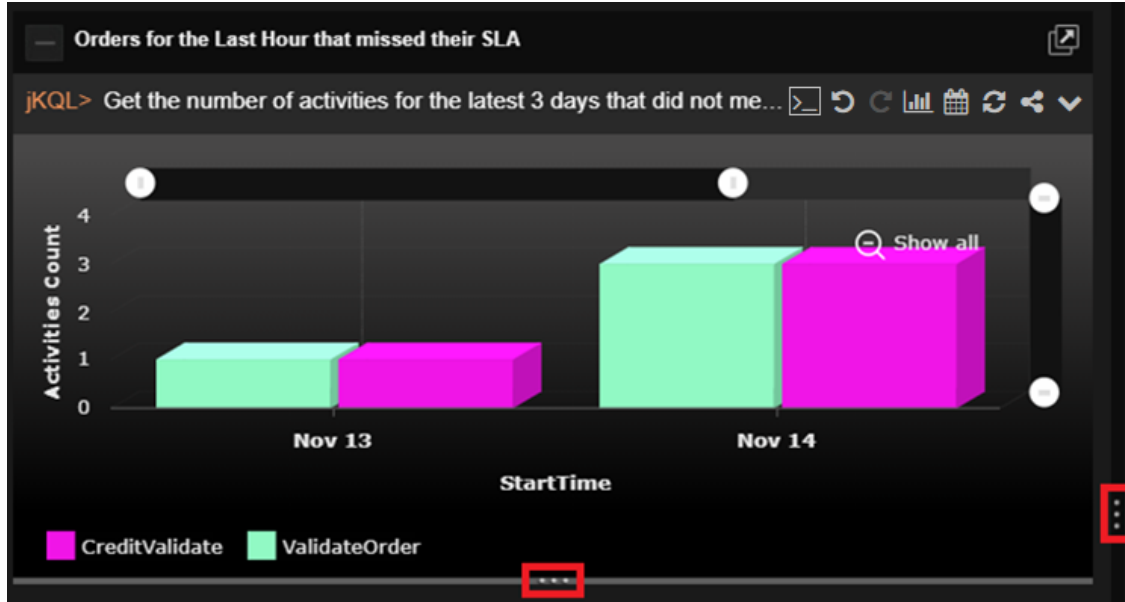 Orders for the Last Hour that missed their SLA
jKQL> Get the number of activities for the latest 3 days that did not me...
Show all
Activities Count
4
3
2
1
0
Nov 13 Nov 14
StartTime
CreditValidate ValidateOrder